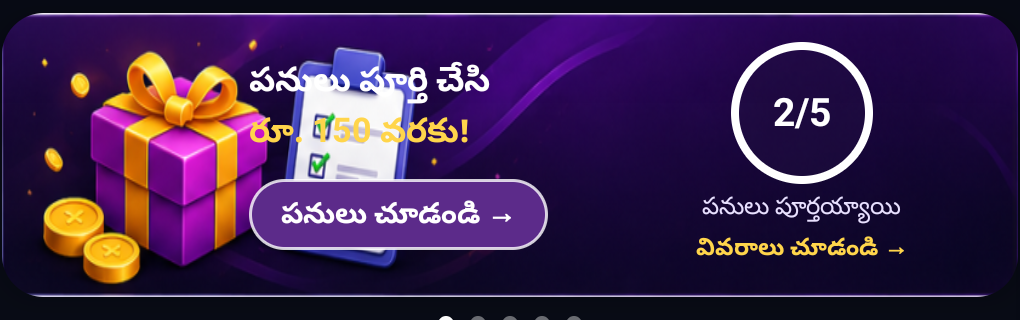 పనులు పూర్తి చేసి
రూ. 150 వరకు!
పనులు చూడండి →
2/5
పనులు పూర్తయ్యాయి
వివరాలు చూడండి →